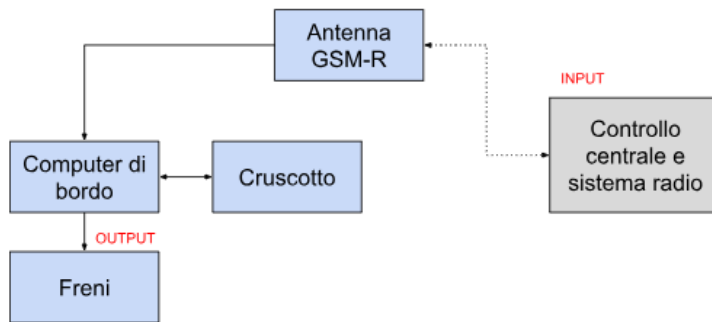 Antenna
GSM-R
INPUT
Controllo
centrale e
sistema radio
Computer di
bordo
Cruscotto
OUTPUT
Freni